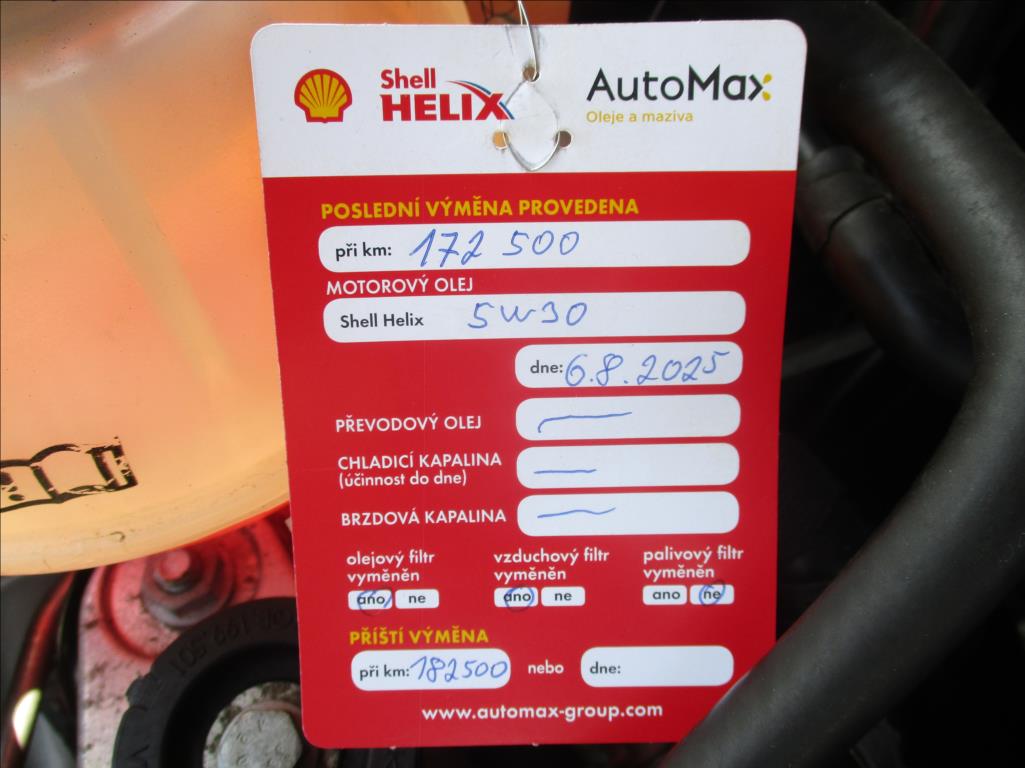 Shell
HELIX
AutoMax
Oleje a maziva
POSLEDNÍ VÝMĚNA PROVEDENA
při km: 172 500
MOTOROVÝ OLEJ
Shell Helix 5W30
dne: 6.8.2025
PŘEVODOVÝ OLEJ —
CHLADICÍ KAPALINA —
(účinnost do dne)
BRZDOVÁ KAPALINA —
olejový filtr vyměněn
ano ne
vzduchový filtr vyměněn
ano ne
palivový filtr vyměněn
ano ne
PŘÍŠTÍ VÝMĚNA
při km: 182500 nebo dne:
www.automax-group.com